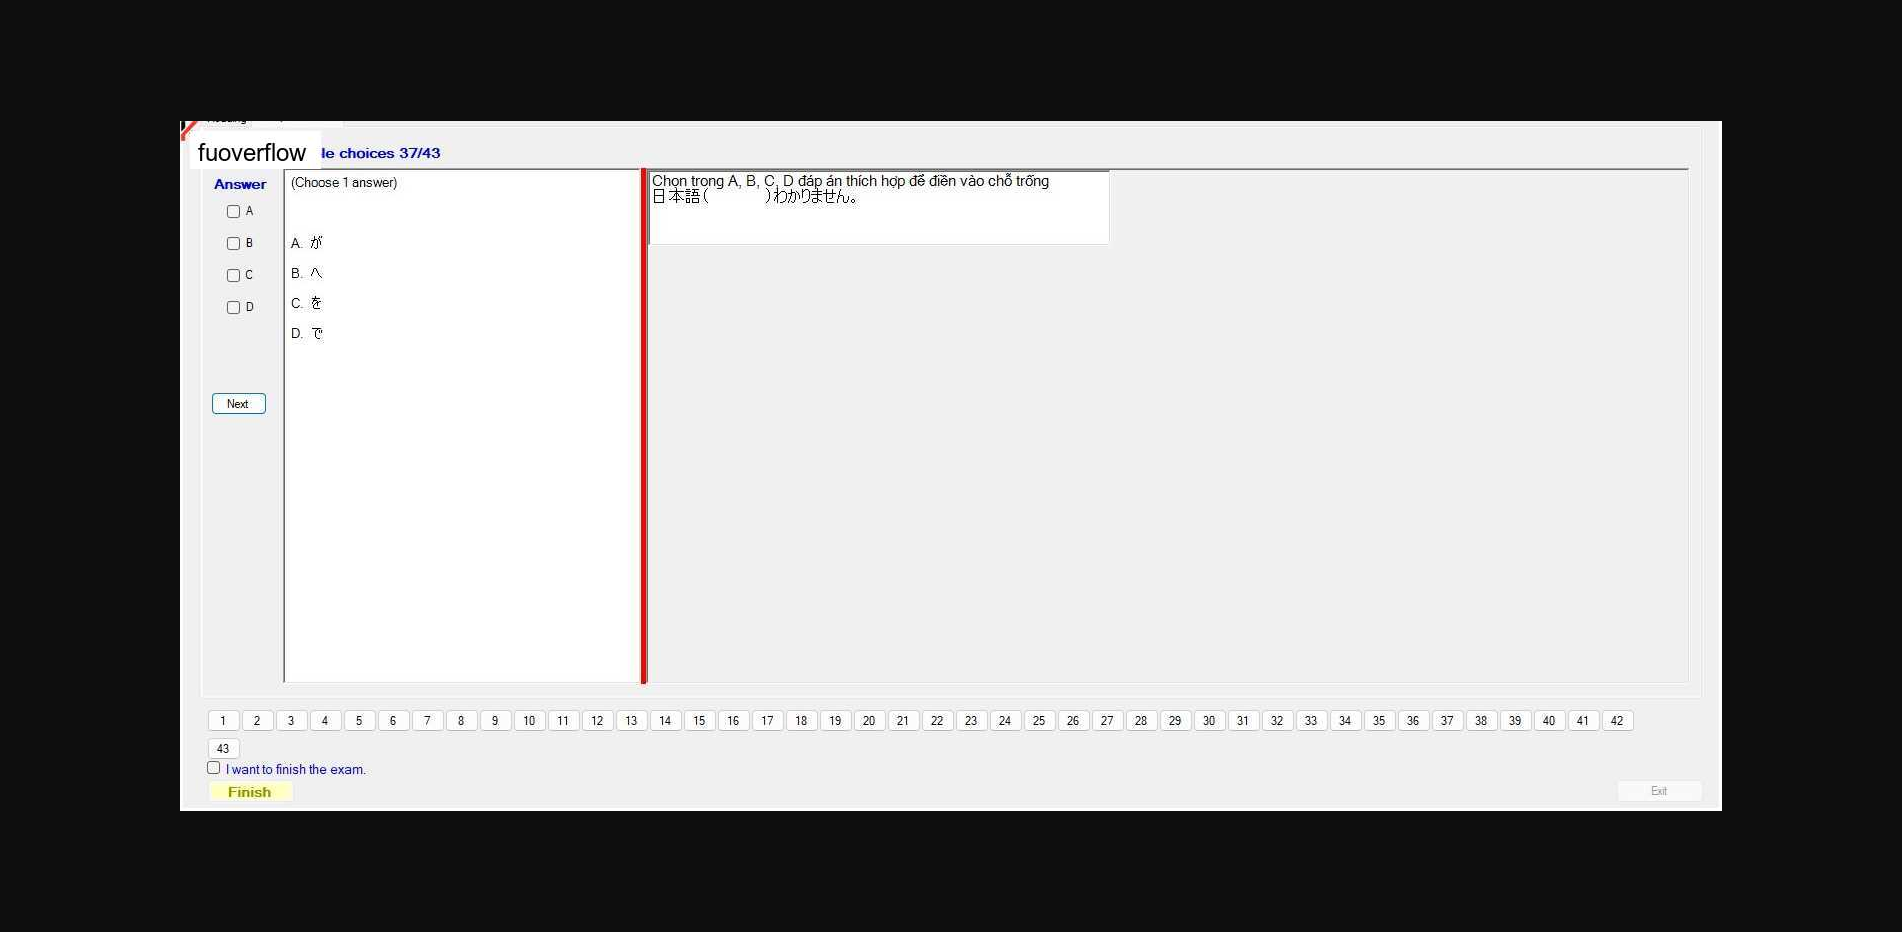 fuoverflow
le choices 37/43
Answer
A
B
C
D
Next
(Choose 1 answer)
A. が
B. へ
C. を
D. で
Chọn trong A, B, C, D đáp án thích hợp để điền vào chỗ trống
日本語( )わかりません。
1 2 3 4 5 6 7 8 9 10 11 12 13 14 15 16 17 18 19 20 21 22 23 24 25 26 27 28 29 30 31 32 33 34 35 36 37 38 39 40 41 42
43
I want to finish the exam.
Finish
Exit